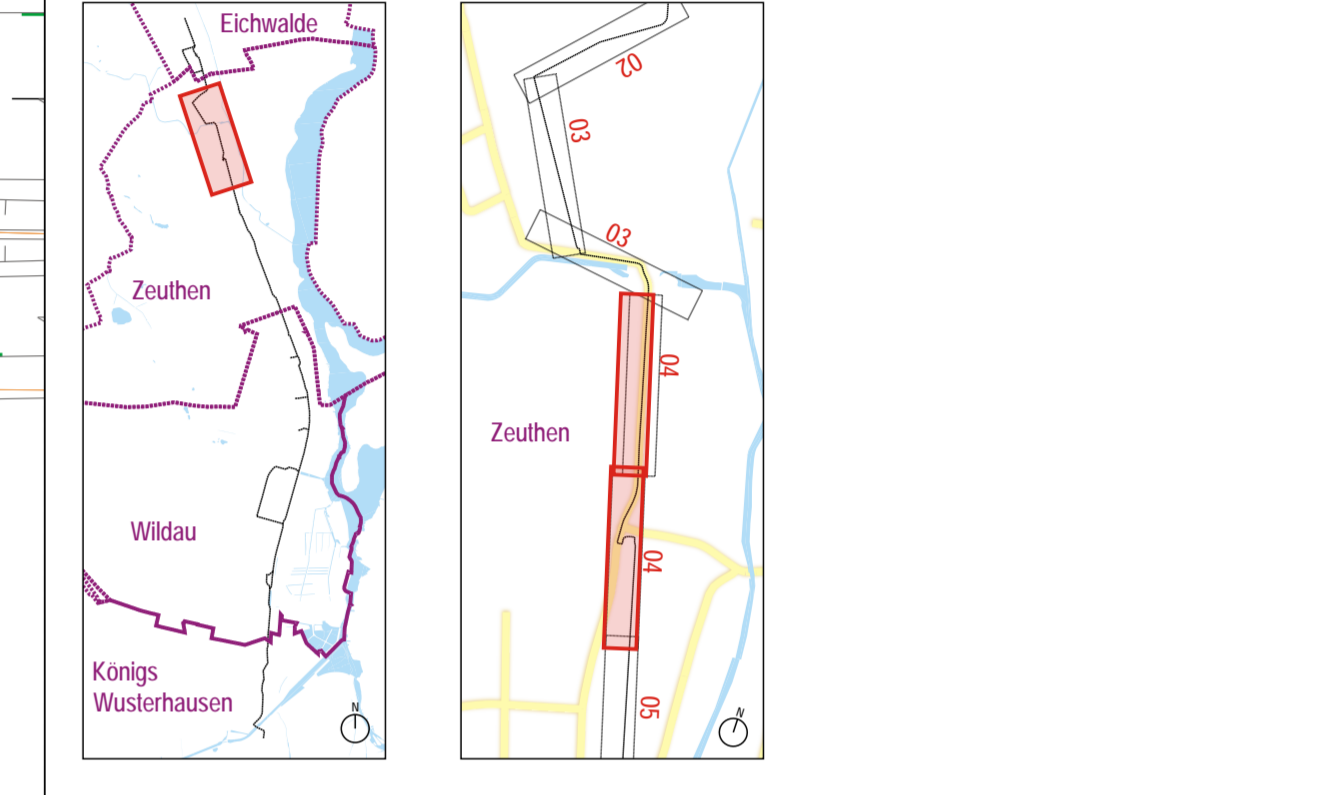 Eichwalde
Zeuthen
Wildau
Königs
Wusterhausen
N
02
03
03
04
Zeuthen
04
05
N